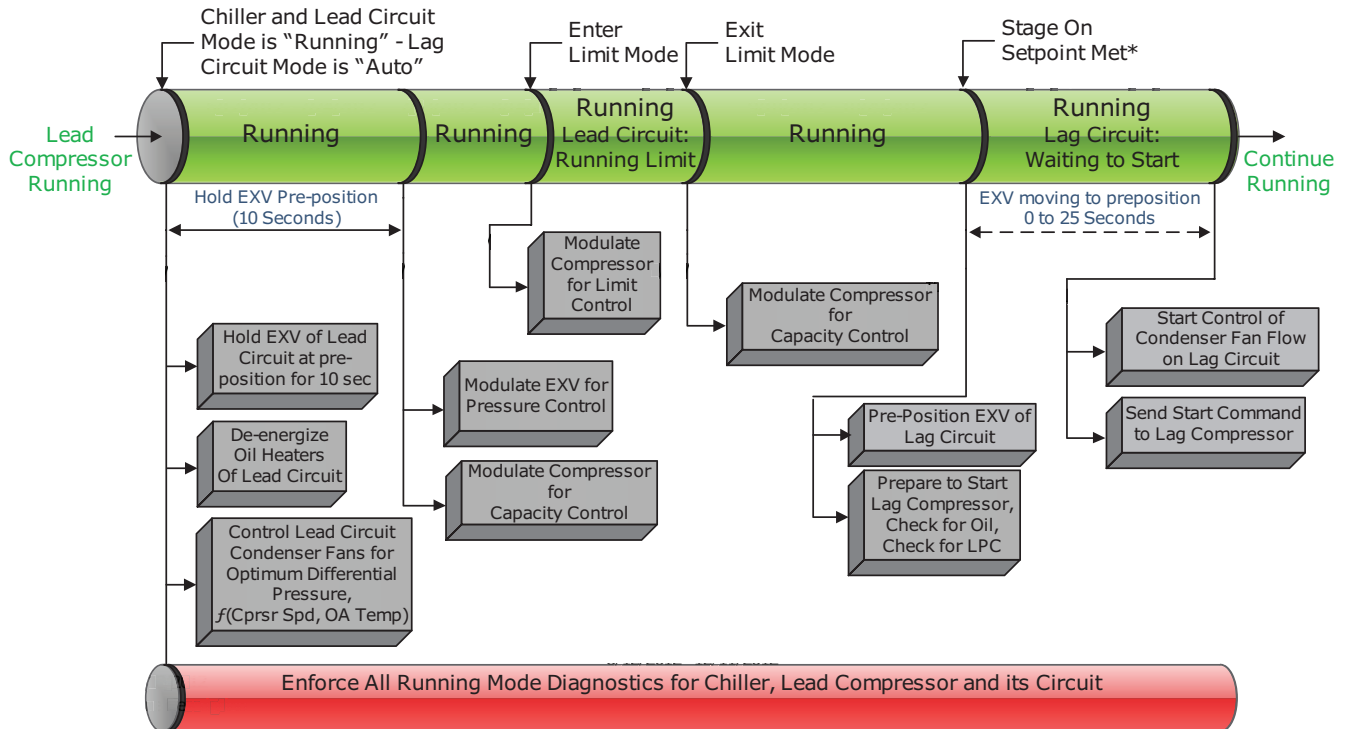 Chiller and Lead Circuit
Mode is “Running” - Lag
Circuit Mode is “Auto”
Enter
Limit Mode
Exit
Limit Mode
Stage On
Setpoint Met*
Lead
Compressor
Running
Running
Running
Running
Lead Circuit:
Running Limit
Running
Running
Lag Circuit:
Waiting to Start
Continue
Running
Hold EXV Pre-position
(10 Seconds)
EXV moving to preposition
0 to 25 Seconds
Hold EXV of Lead
Circuit at pre-
position for 10 sec
De-energize
Oil Heaters
Of Lead Circuit
Control Lead Circuit
Condenser Fans for
Optimum Differential
Pressure,
ƒ(Cprsr Spd, OA Temp)
Modulate EXV for
Pressure Control
Modulate Compressor
for
Capacity Control
Modulate
Compressor
for Limit
Control
Modulate Compressor
for
Capacity Control
Pre-Position EXV of
Lag Circuit
Prepare to Start
Lag Compressor,
Check for Oil,
Check for LPC
Start Control of
Condenser Fan Flow
on Lag Circuit
Send Start Command
to Lag Compressor
Enforce All Running Mode Diagnostics for Chiller, Lead Compressor and its Circuit